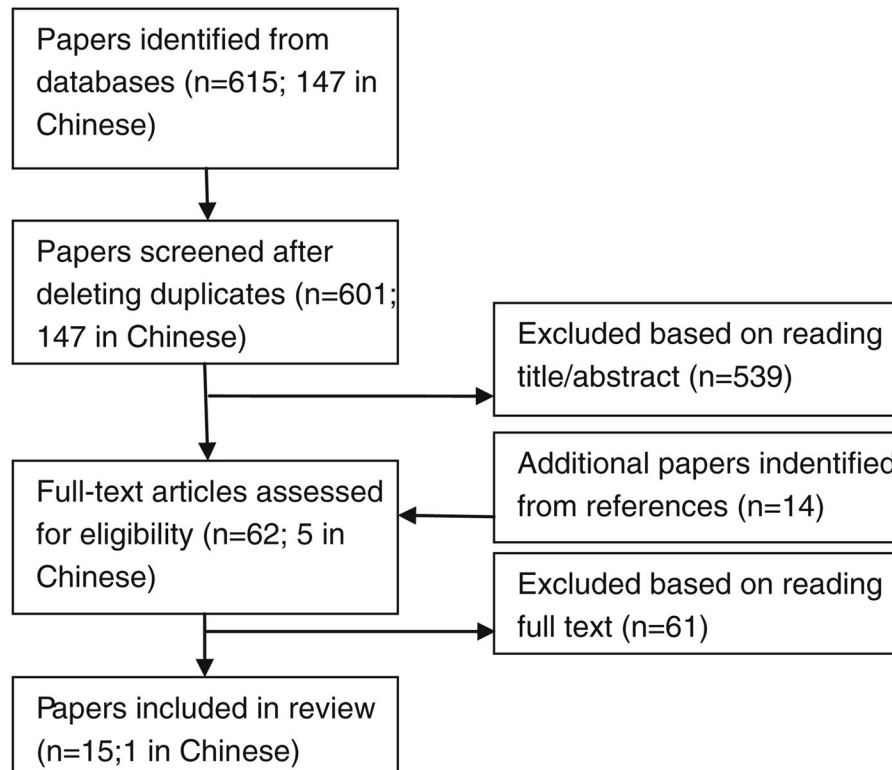 Papers identified from
databases (n=615; 147 in
Chinese)
Papers screened after
deleting duplicates (n=601;
147 in Chinese)
Excluded based on reading
title/abstract (n=539)
Full-text articles assessed
for eligibility (n=62; 5 in
Chinese)
Additional papers indentified
from references (n=14)
Excluded based on reading
full text (n=61)
Papers included in review
(n=15;1 in Chinese)